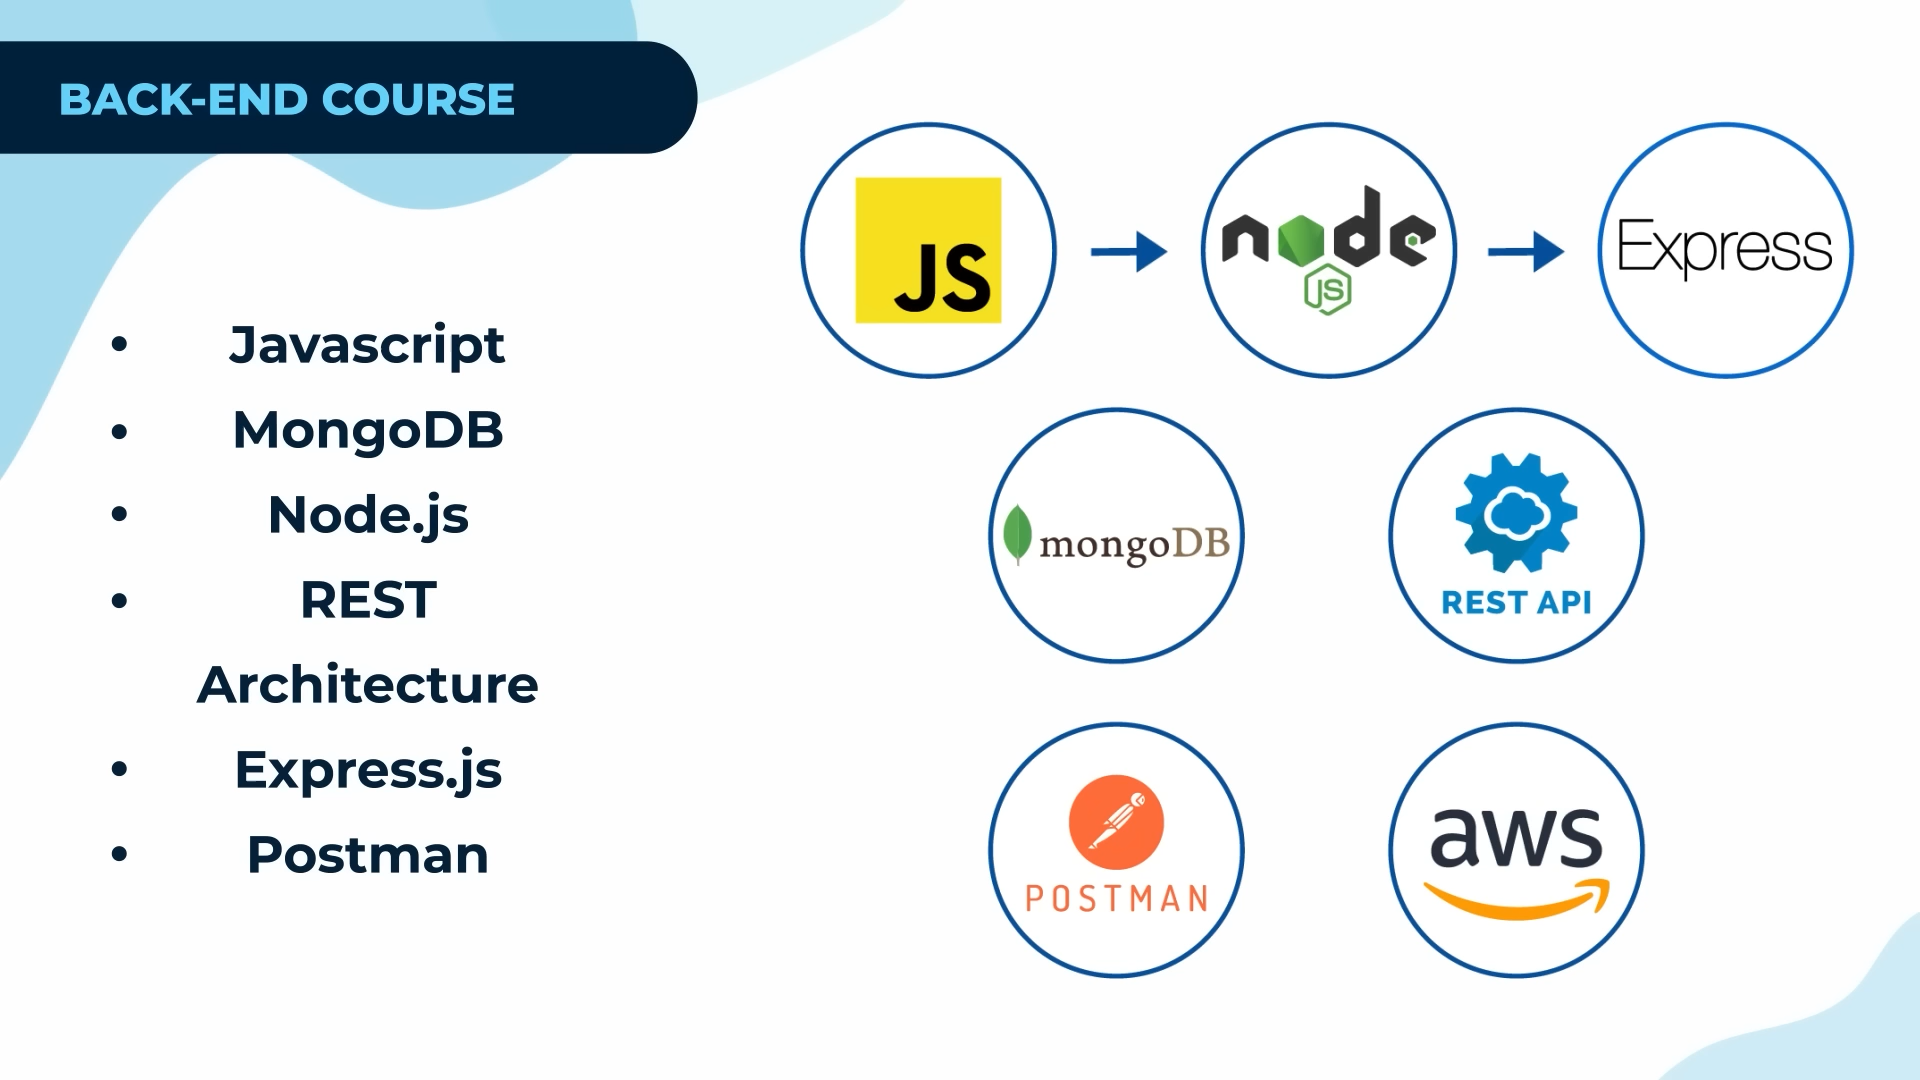 BACK-END COURSE
• Javascript
• MongoDB
• Node.js
• REST
Architecture
• Express.js
• Postman
JS
node
JS
Express
mongoDB
REST API
POSTMAN
aws